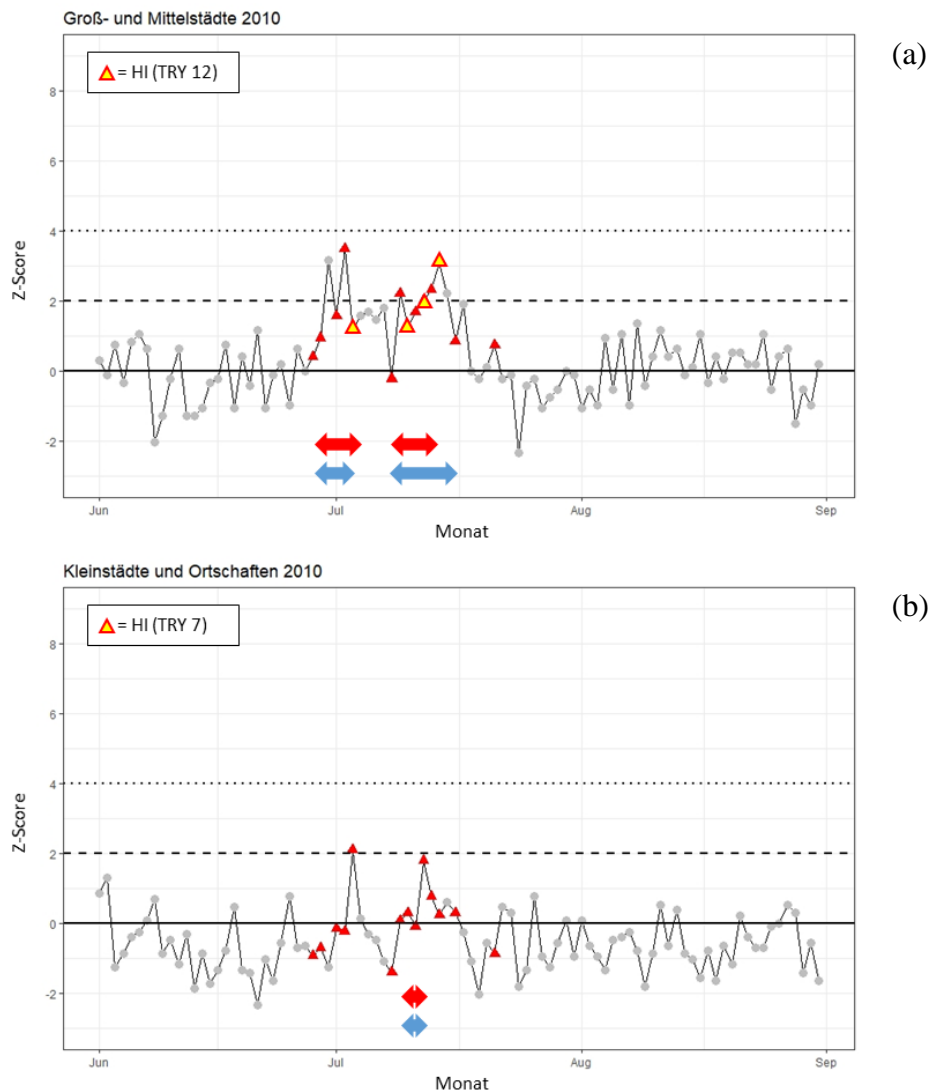 Groß- und Mittelstädte 2010
(a)
= HI (TRY 12)
8
6
4
2
0
-2
Z-Score
Jun Jul Aug Sep
Monat
Kleinstädte und Ortschaften 2010
(b)
= HI (TRY 7)
8
6
4
2
0
-2
Z-Score
Jun Jul Aug Sep
Monat